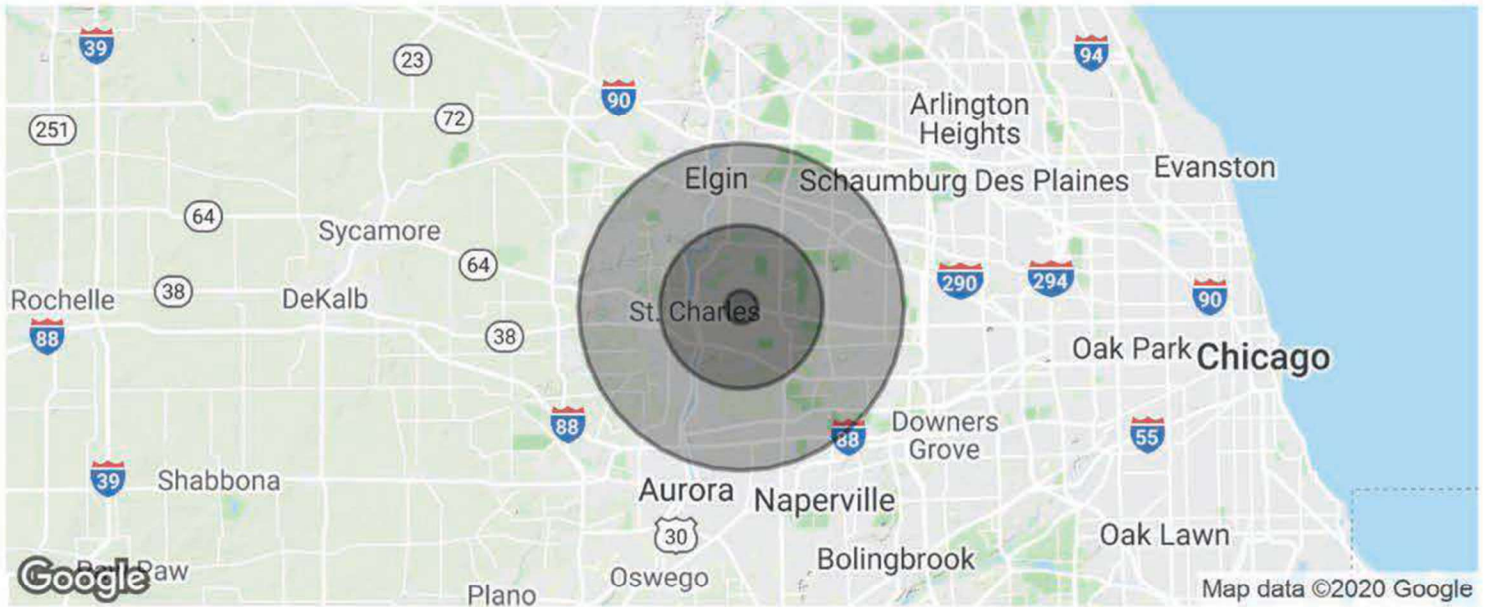 39
23
94
90
Arlington
Heights
72
251
Evanston
Elgin
Schaumburg Des Plaines
64
Sycamore
64
290
294
90
Rochelle
38
DeKalb
St. Charles
88
38
Oak Park
Chicago
88
88
Downers
Grove
55
39
Shabbona
Aurora
Naperville
30
Oak Lawn
Bolingbrook
Google
Paw
Oswego
Plano
Map data ©2020 Google